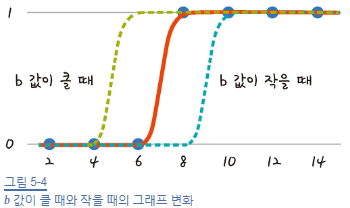 1
b 값이 클 때
b 값이 작을 때
0
2 4 6 8 10 12 14
그림 5-4
b 값이 클 때와 작을 때의 그래프 변화